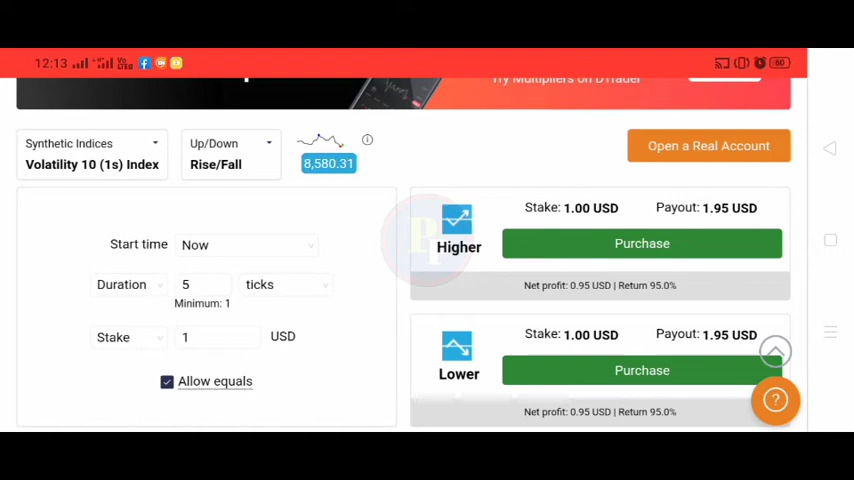 12:13
60
Try Multipliers on DTrader
Synthetic Indices
Up/Down
Volatility 10 (1s) Index
Rise/Fall
8,580.31
Open a Real Account
Stake: 1.00 USD
Payout: 1.95 USD
Higher
Purchase
Net profit: 0.95 USD | Return 95.0%
Start time
Now
Duration
5
ticks
Minimum: 1
Stake
1
USD
Allow equals
Stake: 1.00 USD
Payout: 1.95 USD
Lower
Purchase
Net profit: 0.95 USD | Return 95.0%
?